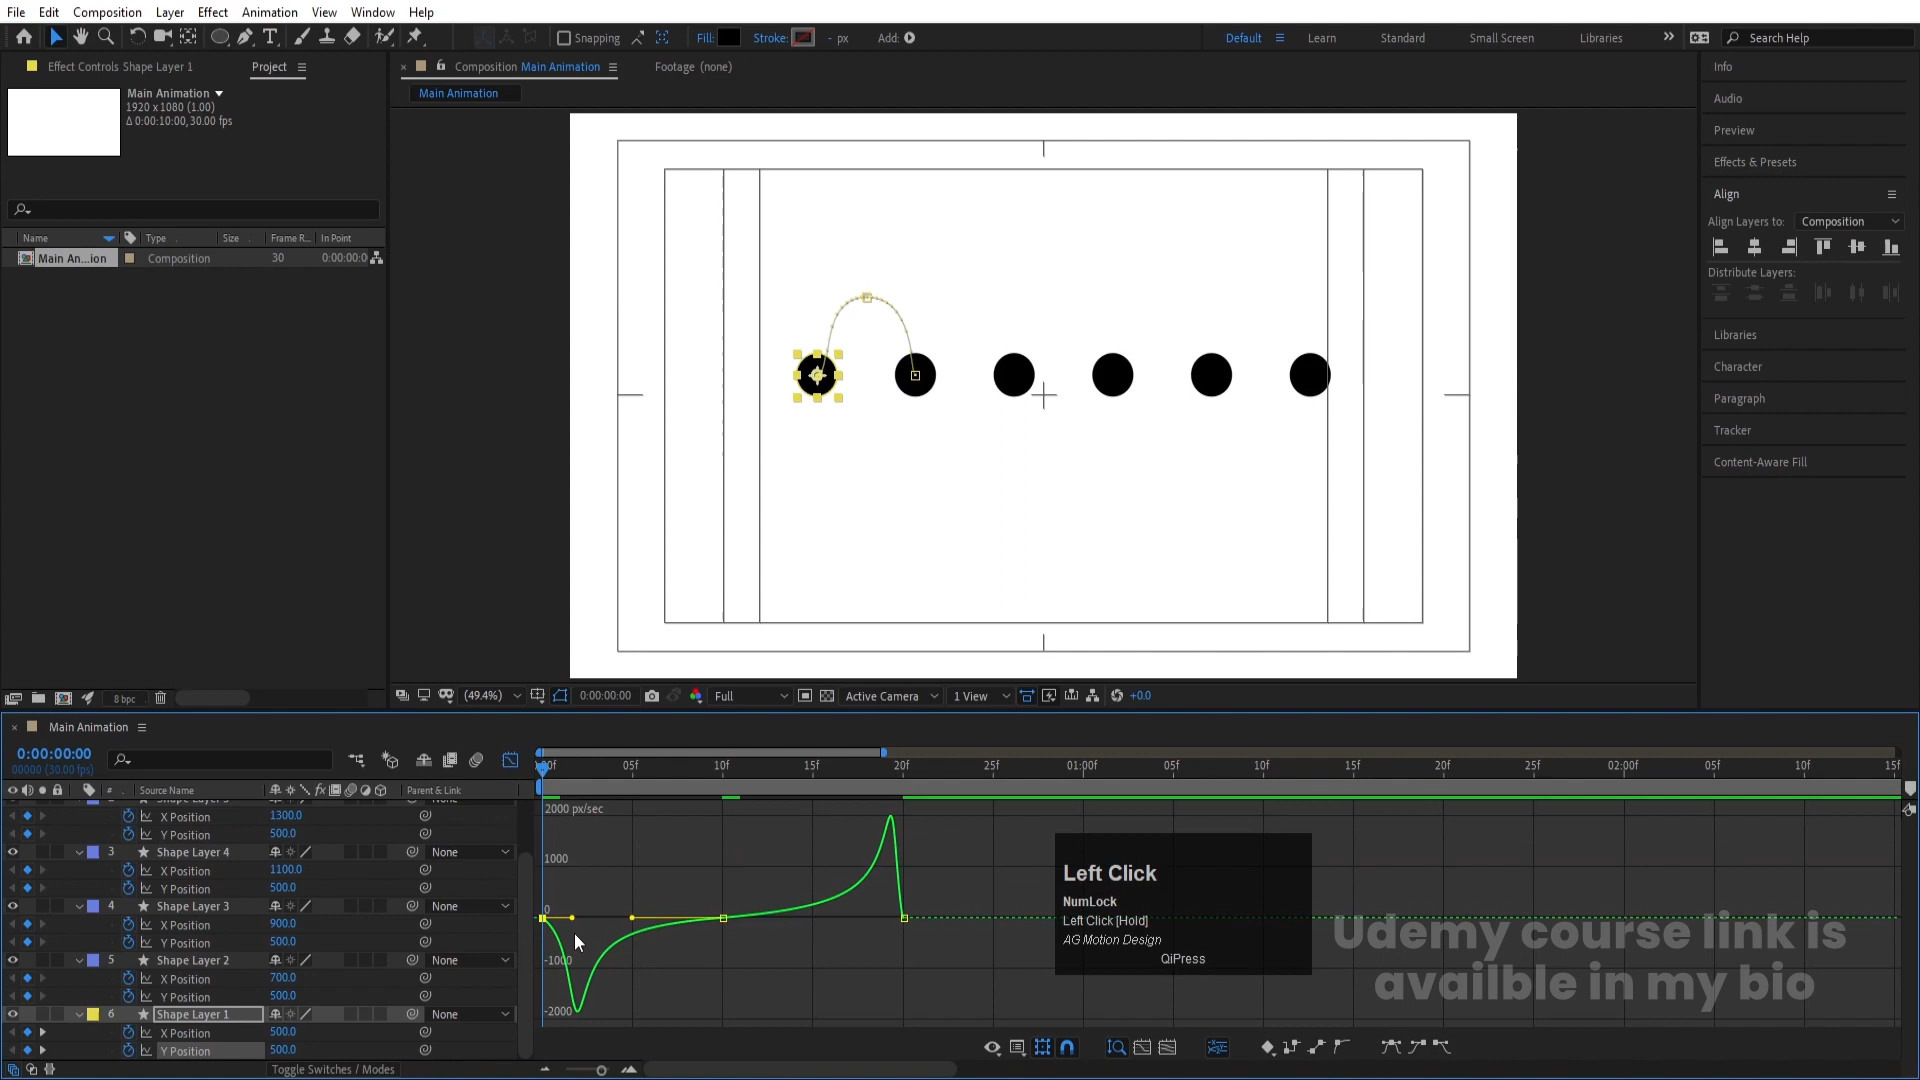 File Edit Composition Layer Effect Animation View Window Help
Snapping Fill: Stroke: - px Add: Default Learn Standard Small Screen Libraries Search Help
Effect Controls Shape Layer 1 Project
Composition Main Animation Footage (none)
Main Animation
Main Animation
1920 x 1080 (1.00)
Δ 0:00:10:00, 30.00 fps
Name Type Size Frame R... In Point
Main An...ion Composition 30 0:00:00:0
Info
Audio
Preview
Effects & Presets
Align
Align Layers to: Composition
Distribute Layers:
Libraries
Character
Paragraph
Tracker
Content-Aware Fill
8 bpc
(49.4%) 0:00:00:00 Full Active Camera 1 View +0.0
Main Animation
0:00:00:00
00000 (30.00 fps)
# Source Name fx Parent & Link
05f 10f 15f 20f 25f 01:00f 05f 10f 15f 20f 25f 02:00f 05f 10f 15f
X Position 1300.0
Y Position 500.0
3 Shape Layer 4 None
X Position 1100.0
Y Position 500.0
4 Shape Layer 3 None
X Position 900.0
Y Position 500.0
5 Shape Layer 2 None
X Position 700.0
Y Position 500.0
6 Shape Layer 1 None
X Position 500.0
Y Position 500.0
Toggle Switches / Modes
2000 px/sec
1000
0
-1000
-2000
Left Click
NumLock
Left Click [Hold]
AG Motion Design
QiPress
Udemy course link is
availble in my bio